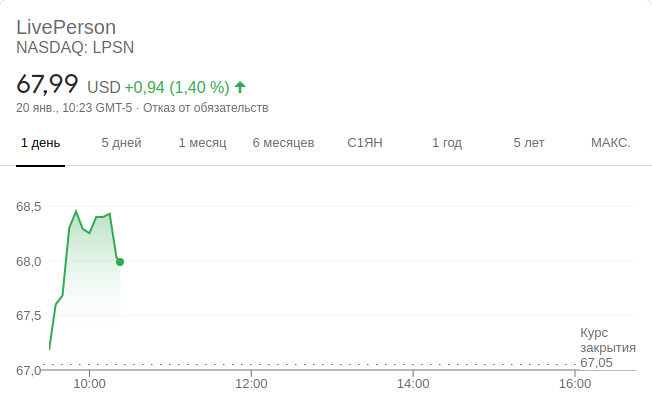 LivePerson
NASDAQ: LPSN
67,99 USD +0,94 (1,40 %)
20 янв., 10:23 GMT-5 · Отказ от обязательств
1 день 5 дней 1 месяц 6 месяцев С1ЯН 1 год 5 лет МАКС.
68,5
68,0
67,5
67,0
Курс
закрытия
67,05
10:00 12:00 14:00 16:00